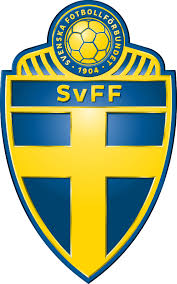 SVENSKA FOTBOLLFÖRBUNDET
· 1904 ·
SvFF